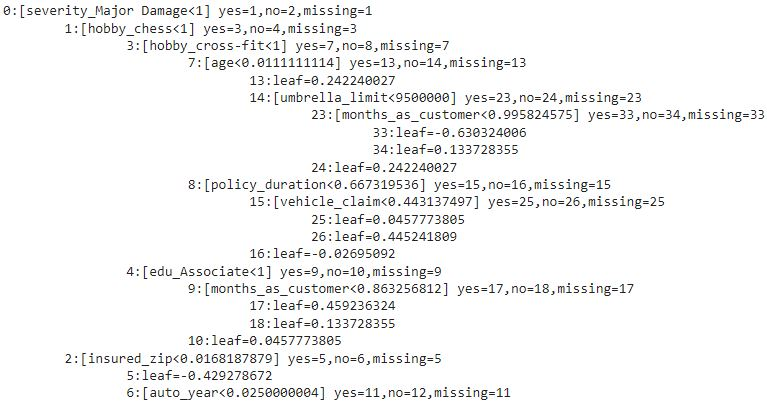 0:[severity_Major Damage<1] yes=1,no=2,missing=1
1:[hobby_chess<1] yes=3,no=4,missing=3
3:[hobby_cross-fit<1] yes=7,no=8,missing=7
7:[age<0.0111111114] yes=13,no=14,missing=13
13:leaf=0.242240027
14:[umbrella_limit<9500000] yes=23,no=24,missing=23
23:[months_as_customer<0.995824575] yes=33,no=34,missing=33
33:leaf=-0.630324006
34:leaf=0.133728355
24:leaf=0.242240027
8:[policy_duration<0.667319536] yes=15,no=16,missing=15
15:[vehicle_claim<0.443137497] yes=25,no=26,missing=25
25:leaf=0.0457773805
26:leaf=0.445241809
16:leaf=-0.02695092
4:[edu_Associate<1] yes=9,no=10,missing=9
9:[months_as_customer<0.863256812] yes=17,no=18,missing=17
17:leaf=0.459236324
18:leaf=0.133728355
10:leaf=0.0457773805
2:[insured_zip<0.0168187879] yes=5,no=6,missing=5
5:leaf=-0.429278672
6:[auto_year<0.0250000004] yes=11,no=12,missing=11